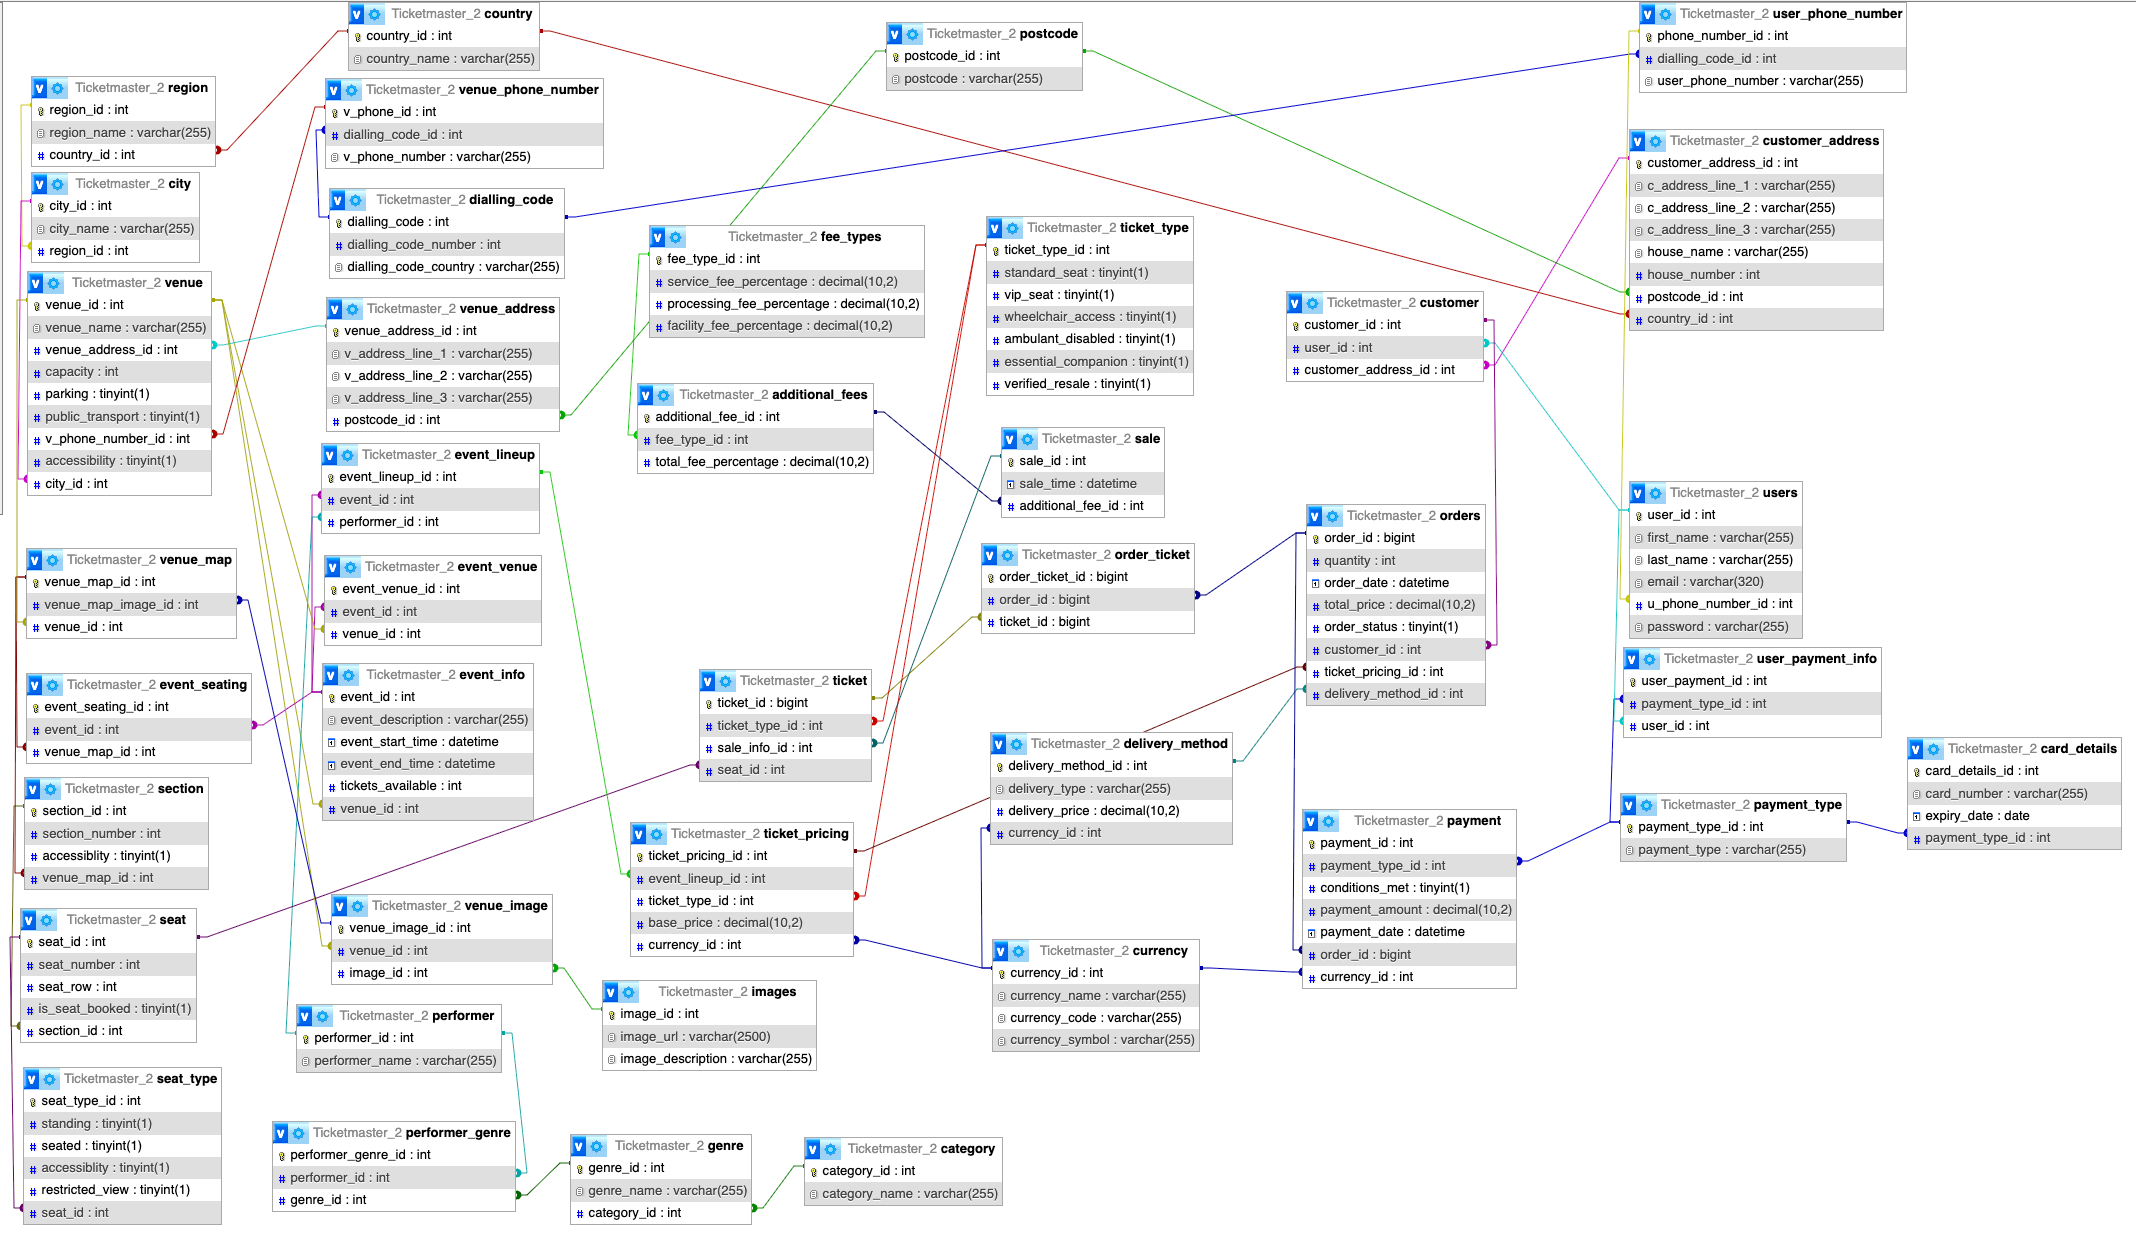 Ticketmaster_2 country
country_id : int
country_name : varchar(255)
Ticketmaster_2 region
region_id : int
region_name : varchar(255)
country_id : int
Ticketmaster_2 city
city_id : int
city_name : varchar(255)
region_id : int
Ticketmaster_2 venue
venue_id : int
venue_name : varchar(255)
venue_address_id : int
capacity : int
parking : tinyint(1)
public_transport : tinyint(1)
v_phone_number_id : int
accessibility : tinyint(1)
city_id : int
Ticketmaster_2 venue_map
venue_map_id : int
venue_map_image_id : int
venue_id : int
Ticketmaster_2 event_seating
event_seating_id : int
event_id : int
venue_map_id : int
Ticketmaster_2 section
section_id : int
section_number : int
accessiblity : tinyint(1)
venue_map_id : int
Ticketmaster_2 seat
seat_id : int
seat_number : int
seat_row : int
is_seat_booked : tinyint(1)
section_id : int
Ticketmaster_2 seat_type
seat_type_id : int
standing : tinyint(1)
seated : tinyint(1)
accessiblity : tinyint(1)
restricted_view : tinyint(1)
seat_id : int
Ticketmaster_2 venue_phone_number
v_phone_id : int
dialling_code_id : int
v_phone_number : varchar(255)
Ticketmaster_2 dialling_code
dialling_code : int
dialling_code_number : int
dialling_code_country : varchar(255)
Ticketmaster_2 venue_address
venue_address_id : int
v_address_line_1 : varchar(255)
v_address_line_2 : varchar(255)
v_address_line_3 : varchar(255)
postcode_id : int
Ticketmaster_2 event_lineup
event_lineup_id : int
event_id : int
performer_id : int
Ticketmaster_2 event_venue
event_venue_id : int
event_id : int
venue_id : int
Ticketmaster_2 event_info
event_id : int
event_description : varchar(255)
event_start_time : datetime
event_end_time : datetime
tickets_available : int
venue_id : int
Ticketmaster_2 venue_image
venue_image_id : int
venue_id : int
image_id : int
Ticketmaster_2 performer
performer_id : int
performer_name : varchar(255)
Ticketmaster_2 performer_genre
performer_genre_id : int
performer_id : int
genre_id : int
Ticketmaster_2 genre
genre_id : int
genre_name : varchar(255)
category_id : int
Ticketmaster_2 category
category_id : int
category_name : varchar(255)
Ticketmaster_2 images
image_id : int
image_url : varchar(2500)
image_description : varchar(255)
Ticketmaster_2 postcode
postcode_id : int
postcode : varchar(255)
Ticketmaster_2 fee_types
fee_type_id : int
service_fee_percentage : decimal(10,2)
processing_fee_percentage : decimal(10,2)
facility_fee_percentage : decimal(10,2)
Ticketmaster_2 additional_fees
additional_fee_id : int
fee_type_id : int
total_fee_percentage : decimal(10,2)
Ticketmaster_2 ticket
ticket_id : bigint
ticket_type_id : int
sale_info_id : int
seat_id : int
Ticketmaster_2 ticket_pricing
ticket_pricing_id : int
event_lineup_id : int
ticket_type_id : int
base_price : decimal(10,2)
currency_id : int
Ticketmaster_2 ticket_type
ticket_type_id : int
standard_seat : tinyint(1)
vip_seat : tinyint(1)
wheelchair_access : tinyint(1)
ambulant_disabled : tinyint(1)
essential_companion : tinyint(1)
verified_resale : tinyint(1)
Ticketmaster_2 sale
sale_id : int
sale_time : datetime
additional_fee_id : int
Ticketmaster_2 order_ticket
order_ticket_id : bigint
order_id : bigint
ticket_id : bigint
Ticketmaster_2 delivery_method
delivery_method_id : int
delivery_type : varchar(255)
delivery_price : decimal(10,2)
currency_id : int
Ticketmaster_2 currency
currency_id : int
currency_name : varchar(255)
currency_code : varchar(255)
currency_symbol : varchar(255)
Ticketmaster_2 customer
customer_id : int
user_id : int
customer_address_id : int
Ticketmaster_2 orders
order_id : bigint
quantity : int
order_date : datetime
total_price : decimal(10,2)
order_status : tinyint(1)
customer_id : int
ticket_pricing_id : int
delivery_method_id : int
Ticketmaster_2 payment
payment_id : int
payment_type_id : int
conditions_met : tinyint(1)
payment_amount : decimal(10,2)
payment_date : datetime
order_id : bigint
currency_id : int
Ticketmaster_2 user_phone_number
phone_number_id : int
dialling_code_id : int
user_phone_number : varchar(255)
Ticketmaster_2 customer_address
customer_address_id : int
c_address_line_1 : varchar(255)
c_address_line_2 : varchar(255)
c_address_line_3 : varchar(255)
house_name : varchar(255)
house_number : int
postcode_id : int
country_id : int
Ticketmaster_2 users
user_id : int
first_name : varchar(255)
last_name : varchar(255)
email : varchar(320)
u_phone_number_id : int
password : varchar(255)
Ticketmaster_2 user_payment_info
user_payment_id : int
payment_type_id : int
user_id : int
Ticketmaster_2 payment_type
payment_type_id : int
payment_type : varchar(255)
Ticketmaster_2 card_details
card_details_id : int
card_number : varchar(255)
expiry_date : date
payment_type_id : int